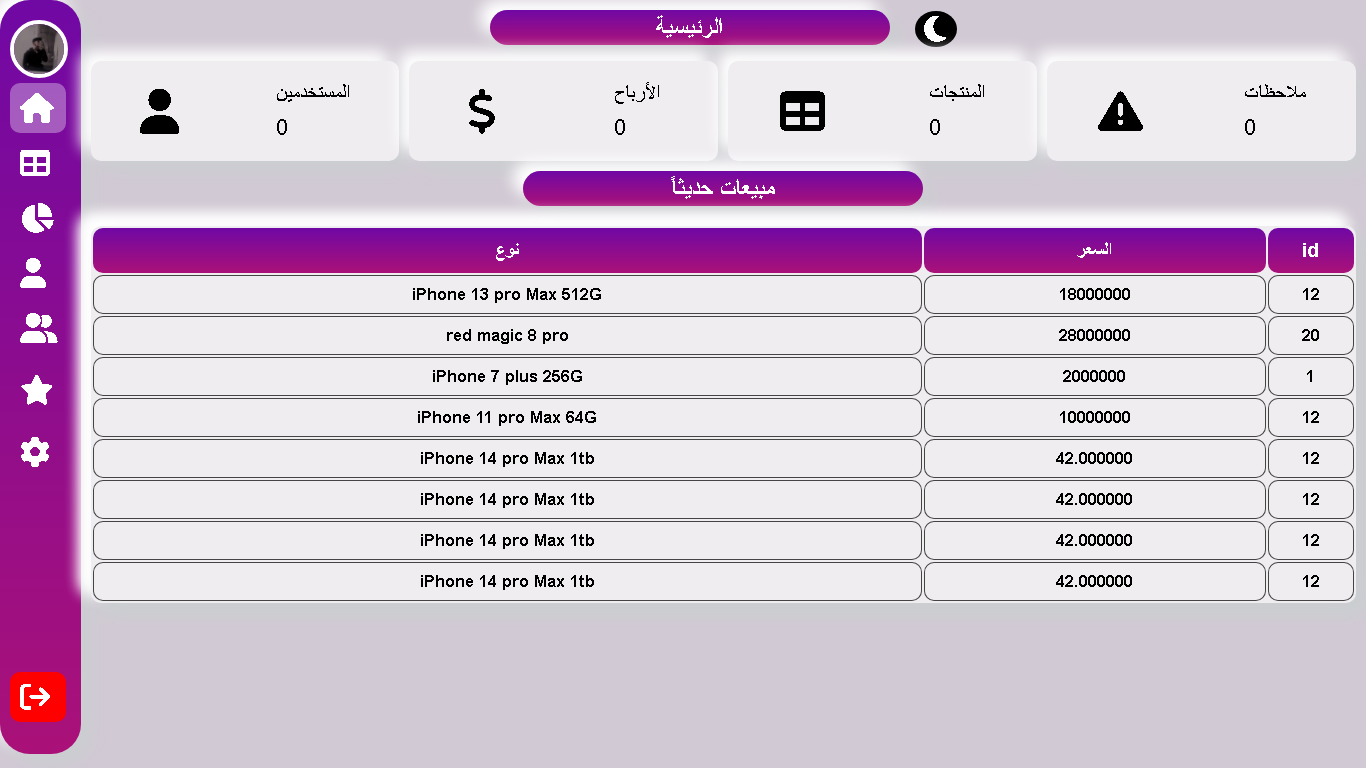 الرئيسية
ملاحظات
0
المنتجات
0
الأرباح
0
المستخدمين
0
مبيعات حديثاً
id السعر نوع
12 18000000 iPhone 13 pro Max 512G
20 28000000 red magic 8 pro
1 2000000 iPhone 7 plus 256G
12 10000000 iPhone 11 pro Max 64G
12 42.000000 iPhone 14 pro Max 1tb
12 42.000000 iPhone 14 pro Max 1tb
12 42.000000 iPhone 14 pro Max 1tb
12 42.000000 iPhone 14 pro Max 1tb